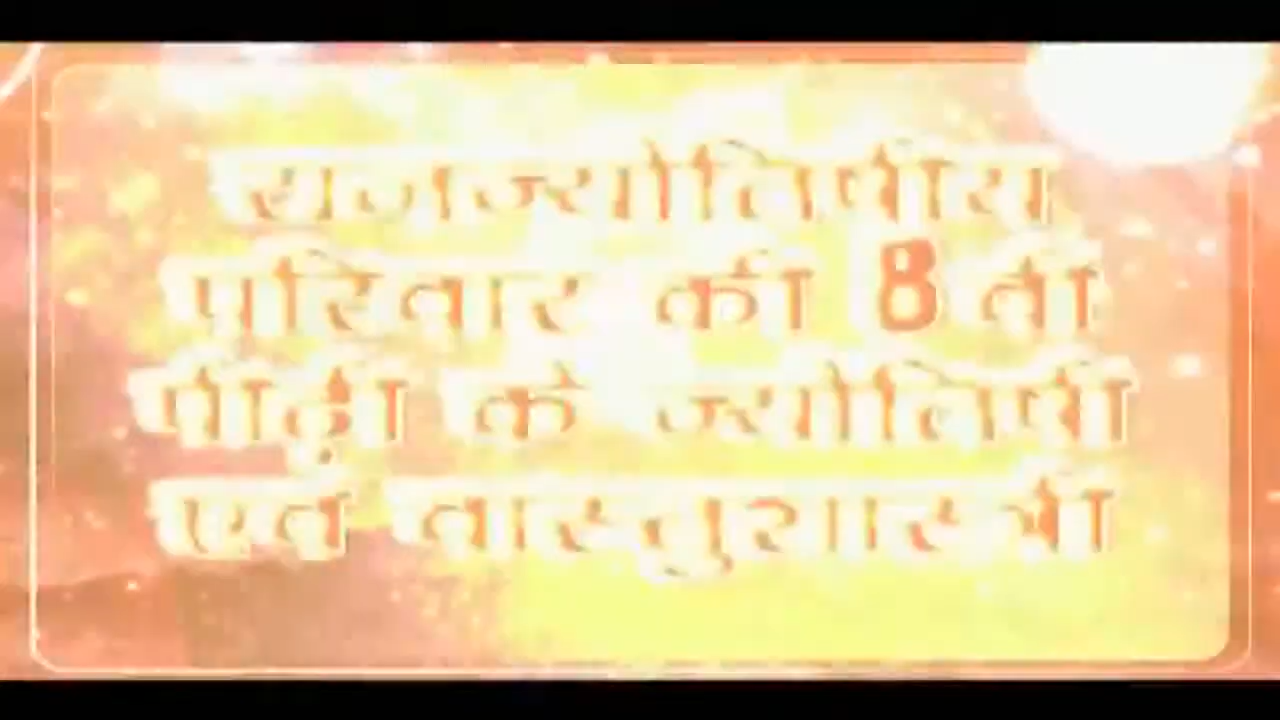 राजज्योतिषीय
परिवार की 8 वीं
पीढ़ी के ज्योतिषी
एवं वास्तुशास्त्री